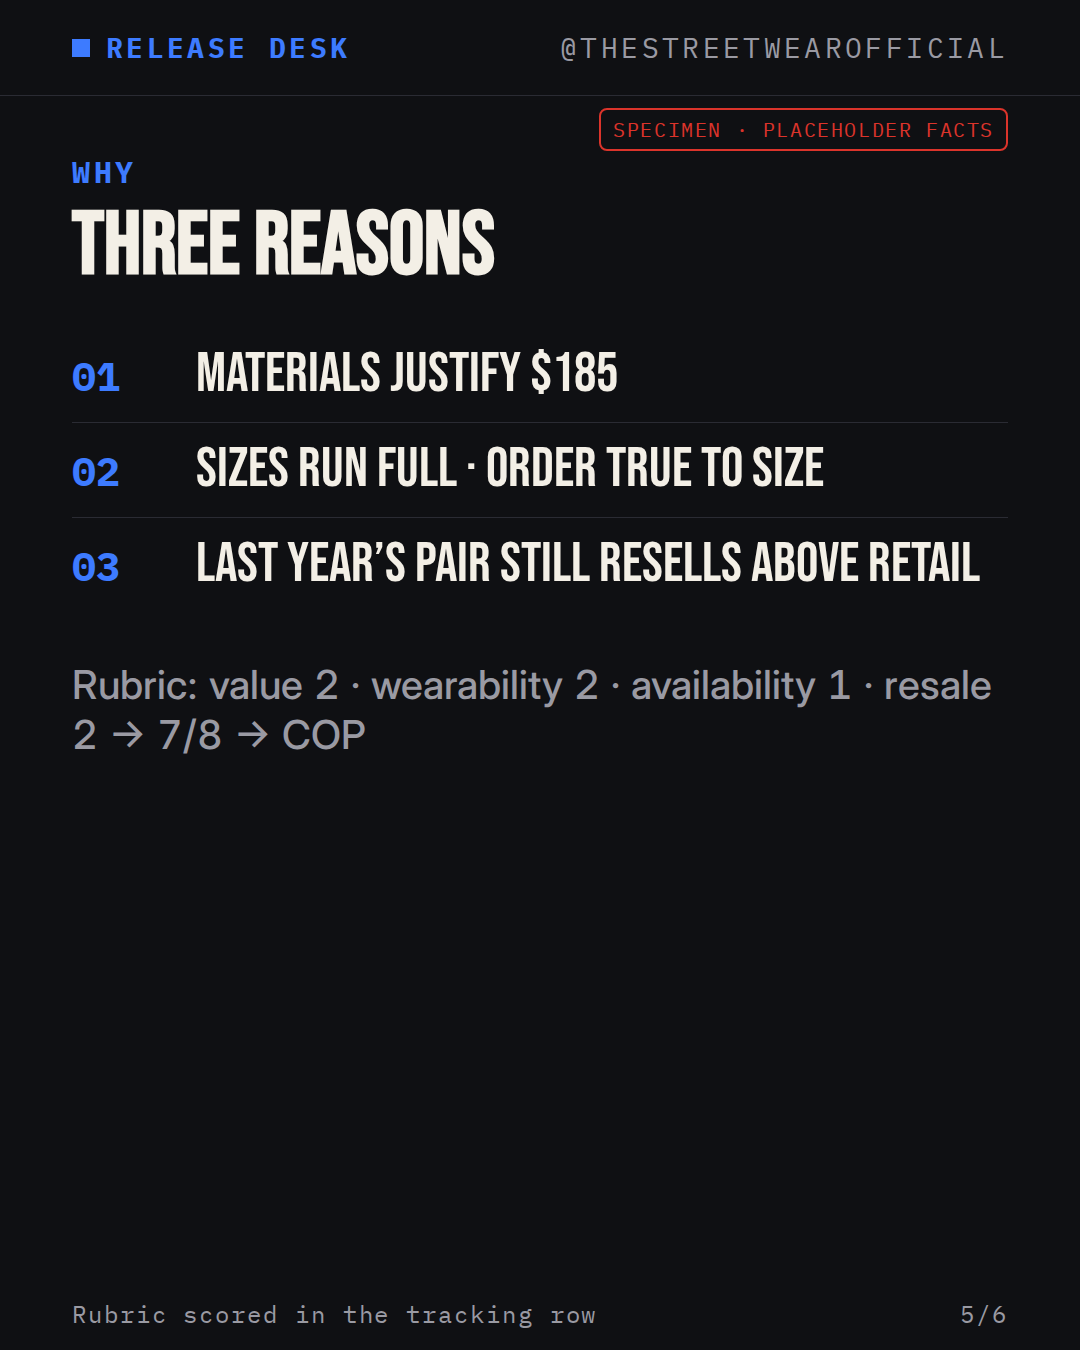 RELEASE DESK
@THESTREETWEAROFFICIAL
SPECIMEN · PLACEHOLDER FACTS
WHY
THREE REASONS
01 MATERIALS JUSTIFY $185
02 SIZES RUN FULL · ORDER TRUE TO SIZE
03 LAST YEAR’S PAIR STILL RESELLS ABOVE RETAIL
Rubric: value 2 · wearability 2 · availability 1 · resale
2 → 7/8 → COP
Rubric scored in the tracking row
5/6